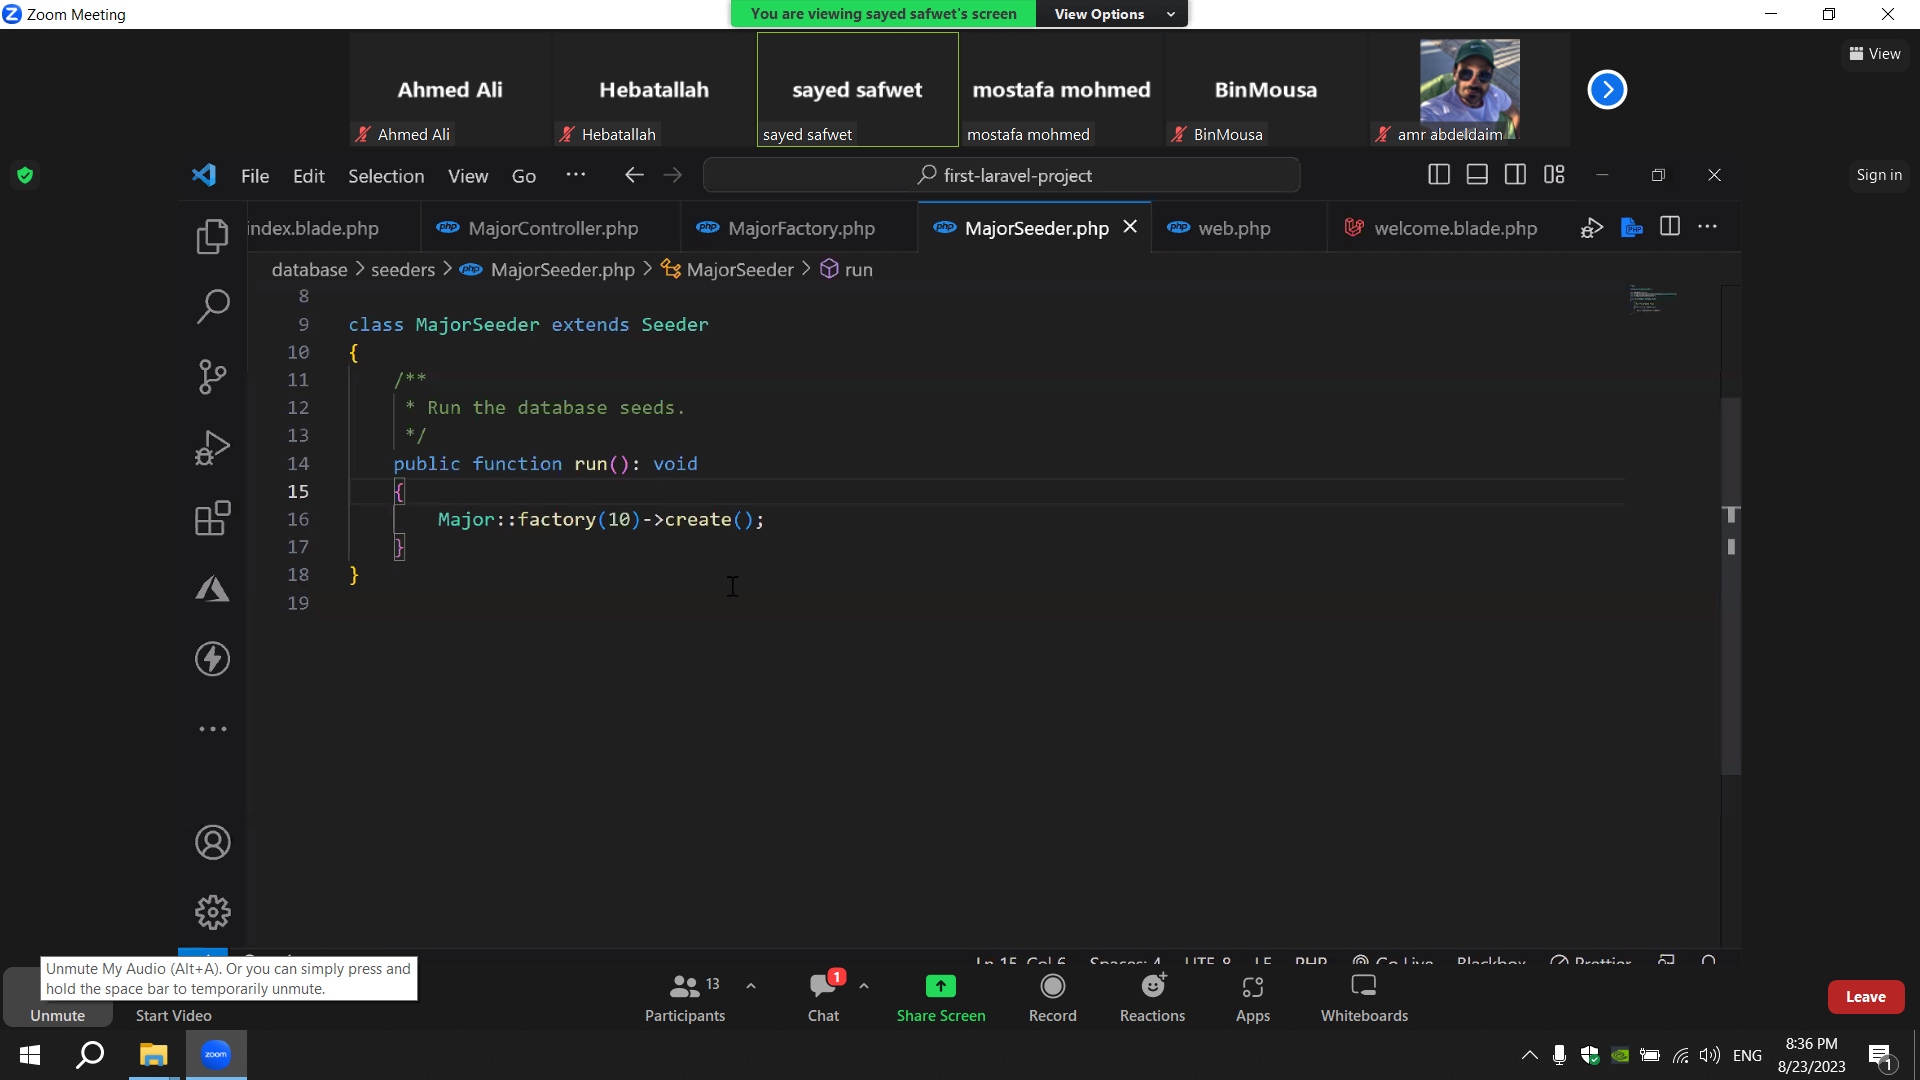 Zoom Meeting
You are viewing sayed safwet's screen
View Options
View
Ahmed Ali
Hebatallah
sayed safwet
mostafa mohmed
BinMousa
Ahmed Ali
Hebatallah
sayed safwet
mostafa mohmed
BinMousa
amr abdeldaim
Sign in
File Edit Selection View Go ··· first-laravel-project
index.blade.php
MajorController.php
MajorFactory.php
MajorSeeder.php
web.php
welcome.blade.php
database > seeders > MajorSeeder.php > MajorSeeder > run
8
9 class MajorSeeder extends Seeder
10 {
11 /**
12 * Run the database seeds.
13 */
14 public function run(): void
15 {
16 Major::factory(10)->create();
17 }
18 }
19
Ln 15, Col 6 Spaces: 4 UTF-8 LF PHP Go Live Blackbox Prettier
Unmute My Audio (Alt+A). Or you can simply press and
hold the space bar to temporarily unmute.
Unmute
Start Video
13
Participants
1
Chat
Share Screen
Record
Reactions
Apps
Whiteboards
Leave
zoom
ENG
8:36 PM
8/23/2023
1